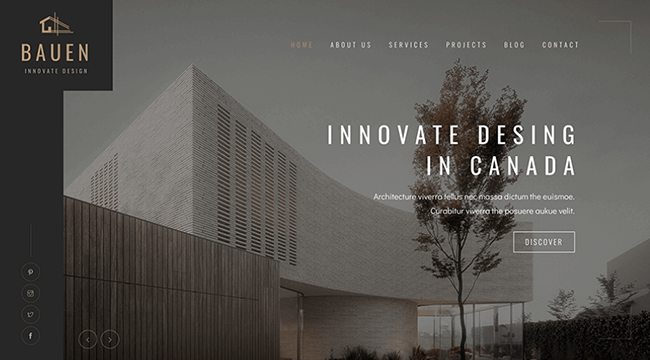 BAUEN
INNOVATE DESIGN
HOME ABOUT US SERVICES PROJECTS BLOG CONTACT
INNOVATE DESING
IN CANADA
Architecture viverra tellus nec massa dictum the euismoe.
Curabitur viverra the posuere aukue velit.
DISCOVER